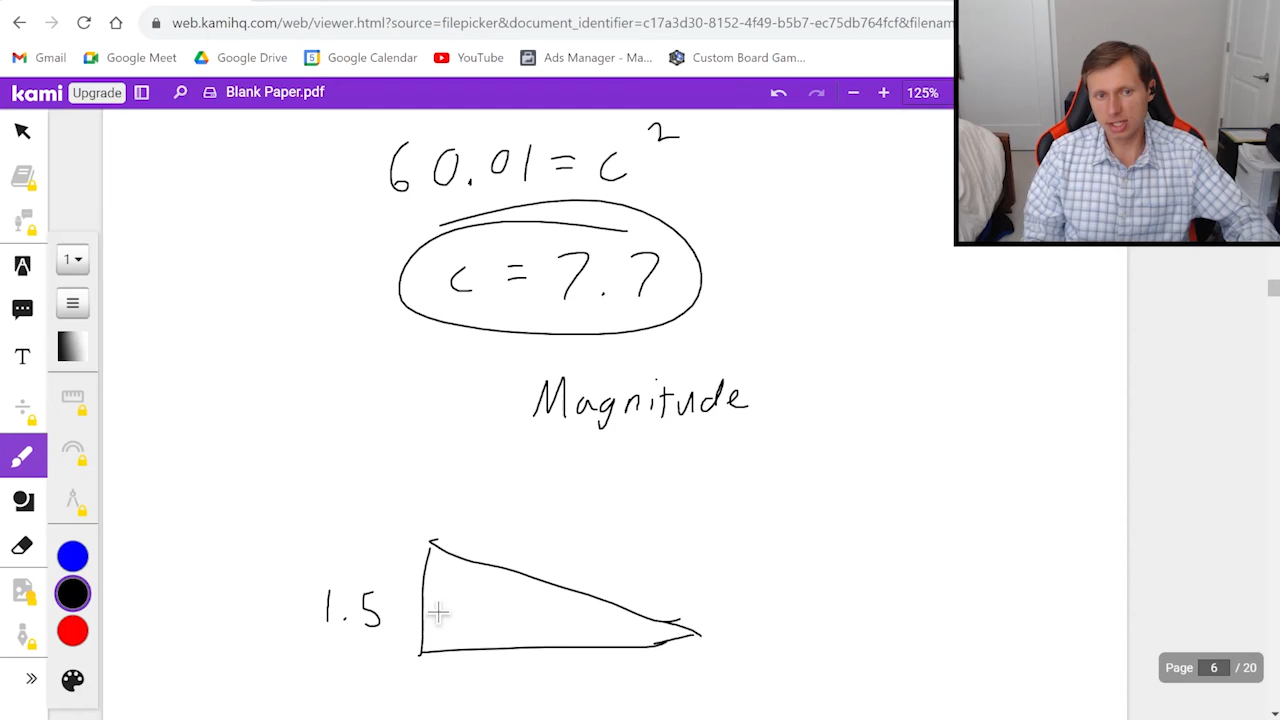 web.kamihq.com/web/viewer.html?source=filepicker&document_identifier=c17a3d30-8152-4f49-b5b7-ec75db764fcf&filenam
Gmail Google Meet Google Drive 5 Google Calendar YouTube Ads Manager - Ma... Custom Board Gam...
kami Upgrade Blank Paper.pdf 125%
60.01 = c²
1
c = 7.7
Magnitude
T
1.5
Page 6 / 20